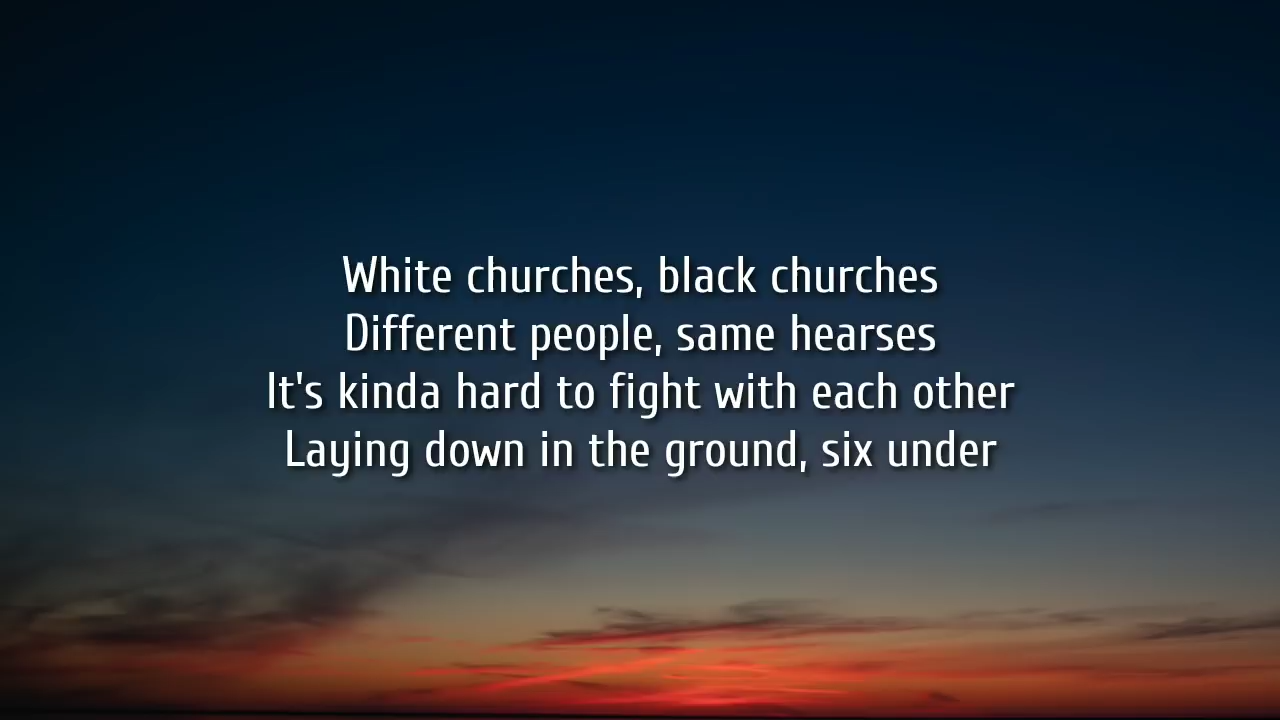 White churches, black churches
Different people, same hearses
It's kinda hard to fight with each other
Laying down in the ground, six under